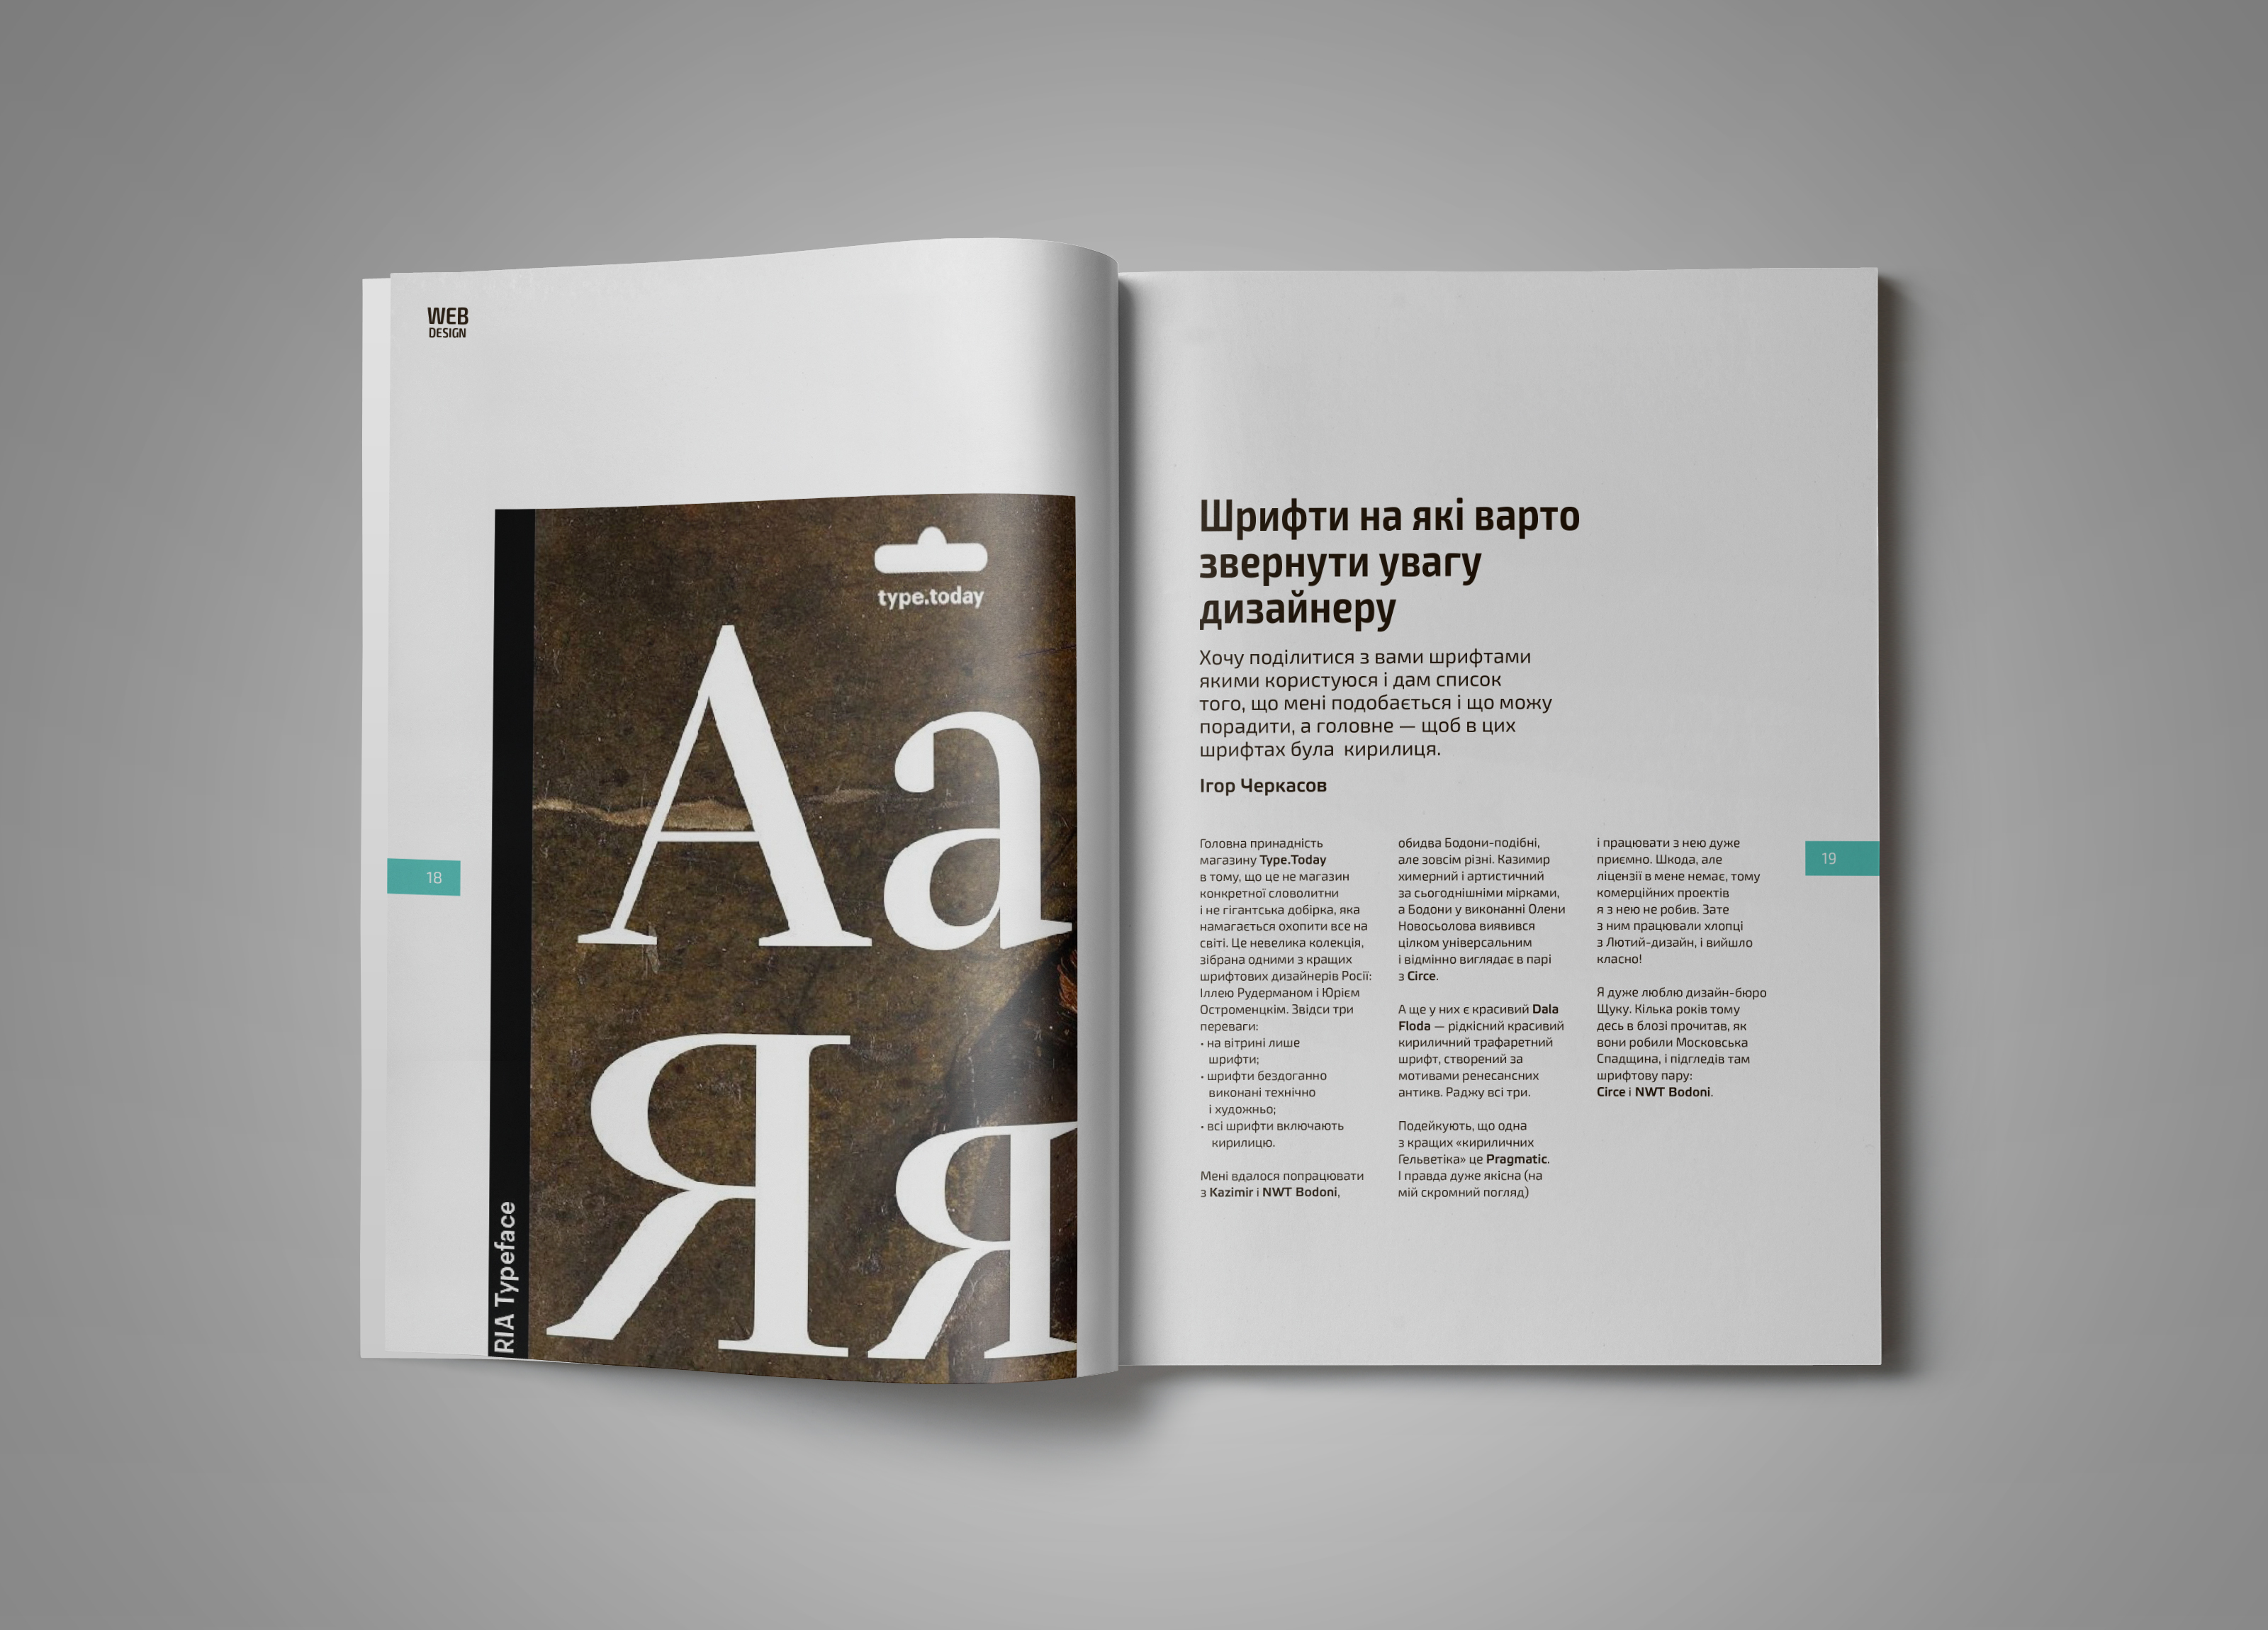 WEB
DESIGN
type.today
Aa
Яя
RIA Typeface
18
Шрифти на які варто
звернути увагу
дизайнеру
Хочу поділитися з вами шрифтами
якими користуюся і дам список
того, що мені подобається і що можу
порадити, а головне — щоб в цих
шрифтах була кирилиця.
Ігор Черкасов
Головна принадність
магазину Type.Today
в тому, що це не магазин
конкретної словолитни
і не гігантська добірка, яка
намагається охопити все на
світі. Це невелика колекція,
зібрана одними з кращих
шрифтових дизайнерів Росії:
Іллею Рудерманом і Юрієм
Остроменцкім. Звідси три
переваги:
• на вітрині лише
шрифти;
• шрифти бездоганно
виконані технічно
і художньо;
• всі шрифти включають
кирилицю.
Мені вдалося попрацювати
з Kazimir і NWT Bodoni,
обидва Бодони-подібні,
але зовсім різні. Казимир
химерний і артистичний
за сьогоднішніми мірками,
а Бодони у виконанні Олени
Новосьолова виявився
цілком універсальним
і відмінно виглядає в парі
з Circe.
А ще у них є красивий Dala
Floda — рідкісний красивий
кириличний трафаретний
шрифт, створений за
мотивами ренесансних
антикв. Раджу всі три.
Подейкують, що одна
з кращих «кириличних
Гельветіка» це Pragmatic.
І правда дуже якісна (на
мій скромний погляд)
і працювати з нею дуже
приємно. Шкода, але
ліцензії в мене немає, тому
комерційних проектів
я з нею не робив. Зате
з ним працювали хлопці
з Лютий-дизайн, і вийшло
класно!
Я дуже люблю дизайн-бюро
Щуку. Кілька років тому
десь в блозі прочитав, як
вони робили Московська
Спадщина, і підгледів там
шрифтову пару:
Circe і NWT Bodoni.
19